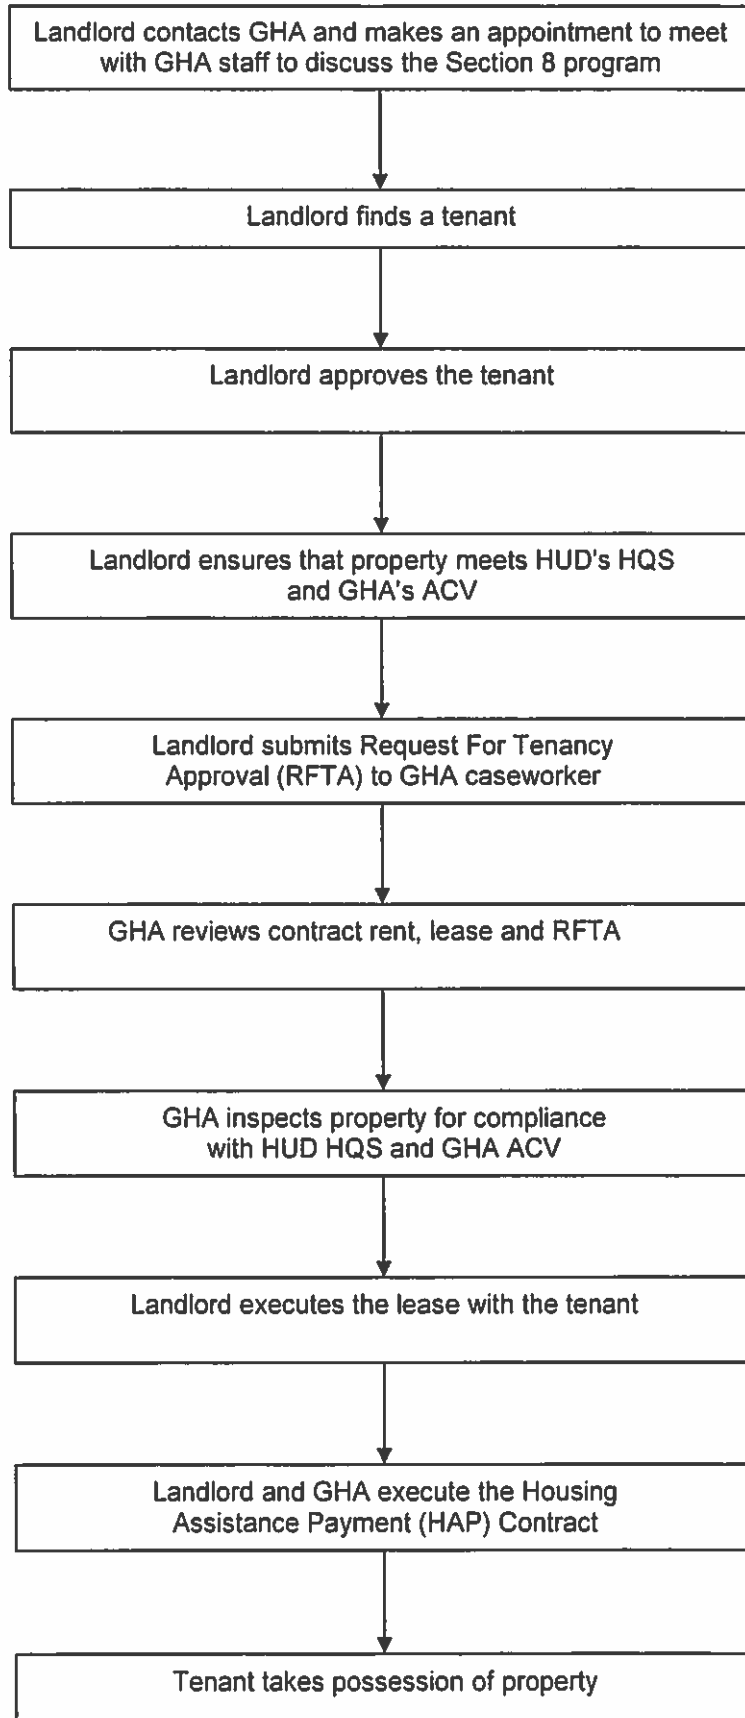 Landlord contacts GHA and makes an appointment to meet
with GHA staff to discuss the Section 8 program
Landlord finds a tenant
Landlord approves the tenant
Landlord ensures that property meets HUD's HQS
and GHA's ACV
Landlord submits Request For Tenancy
Approval (RFTA) to GHA caseworker
GHA reviews contract rent, lease and RFTA
GHA inspects property for compliance
with HUD HQS and GHA ACV
Landlord executes the lease with the tenant
Landlord and GHA execute the Housing
Assistance Payment (HAP) Contract
Tenant takes possession of property